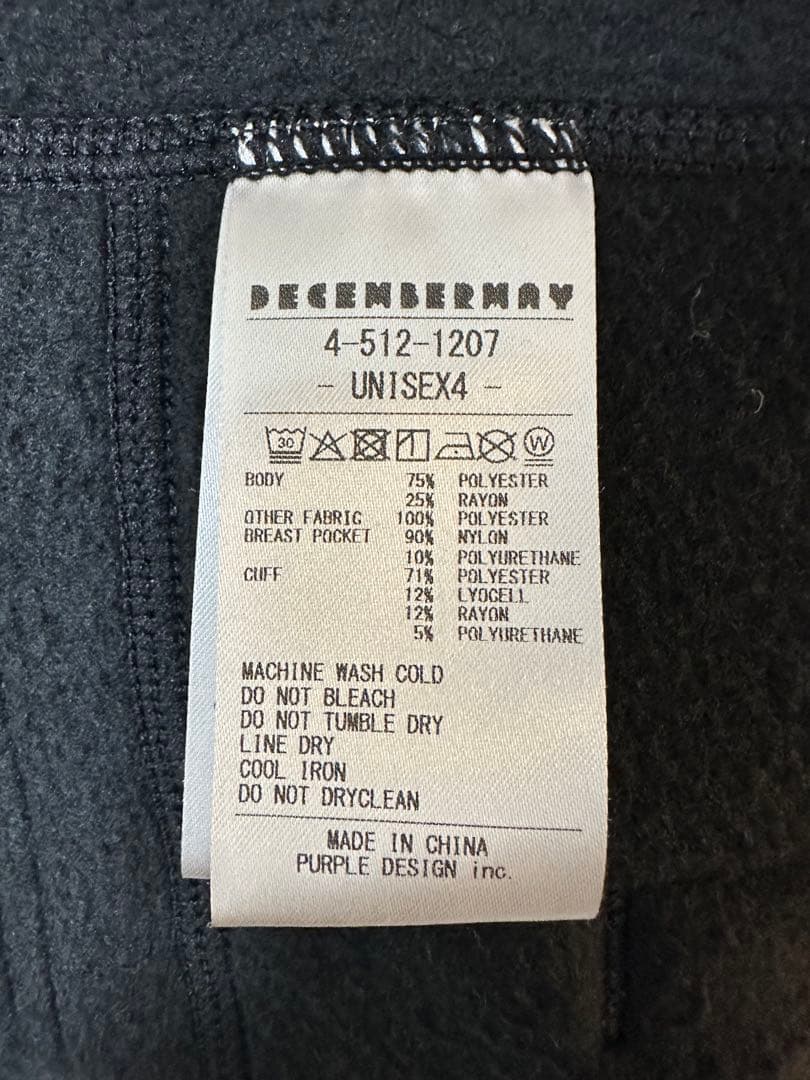 DECEMBERMAY
4-512-1207
- UNISEX4 -
30 W
BODY 75% POLYESTER
25% RAYON
OTHER FABRIC 100% POLYESTER
BREAST POCKET 90% NYLON
10% POLYURETHANE
CUFF 71% POLYESTER
12% LYOCELL
12% RAYON
5% POLYURETHANE
MACHINE WASH COLD
DO NOT BLEACH
DO NOT TUMBLE DRY
LINE DRY
COOL IRON
DO NOT DRYCLEAN
MADE IN CHINA
PURPLE DESIGN inc.